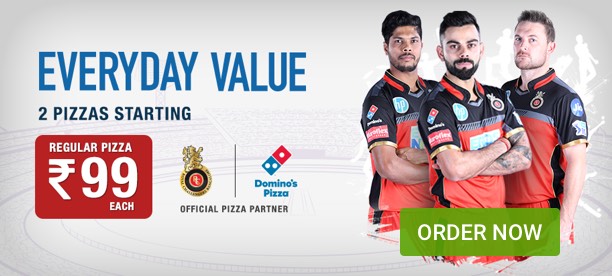 EVERYDAY VALUE
2 PIZZAS STARTING
REGULAR PIZZA
₹99
EACH
Domino's
Pizza
OFFICIAL PIZZA PARTNER
ORDER NOW